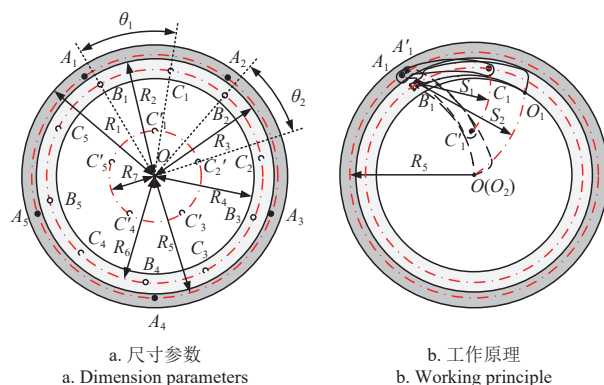 θ₁
A₁
A₂
θ₂
B₁
R₂
C₁
B₂
C₅
R₁
C'₁
R₃
O
C'₅
C₂'
C₂
R₇
R₄
B₅
C'₄
C'₃
B₃
A₅
A₃
R₆
R₅
C₄
B₄
C₃
A₄
A'₁
A₁
B₁
S₁
C₁
O₁
S₂
C'₁
R₅
O(O₂)
a. 尺寸参数
a. Dimension parameters
b. 工作原理
b. Working principle